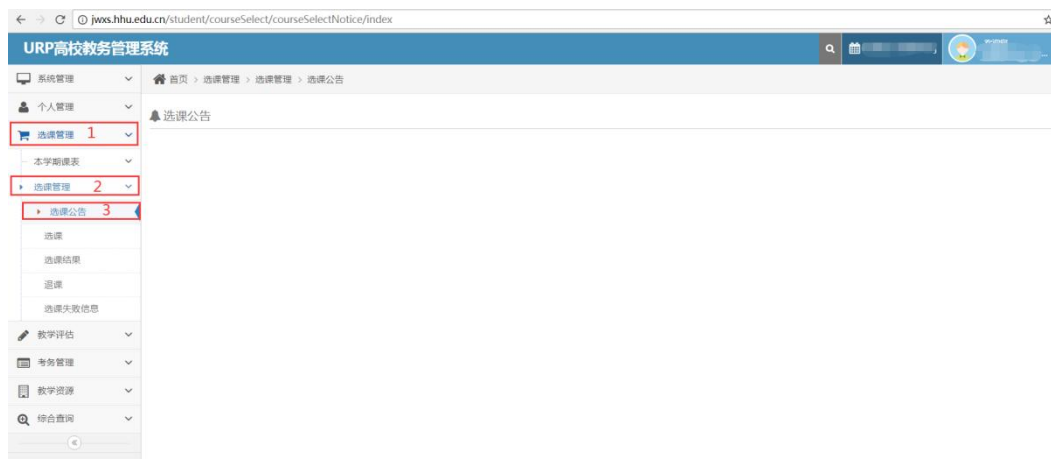 jwxs.hhu.edu.cn/student/courseSelect/courseSelectNotice/index
URP高校教务管理系统
系统管理
首页 > 选课管理 > 选课管理 > 选课公告
个人管理
选课公告
选课管理 1
本学期课表
选课管理 2
选课公告 3
选课
选课结果
退课
选课失败信息
教学评估
考务管理
教学资源
综合查询